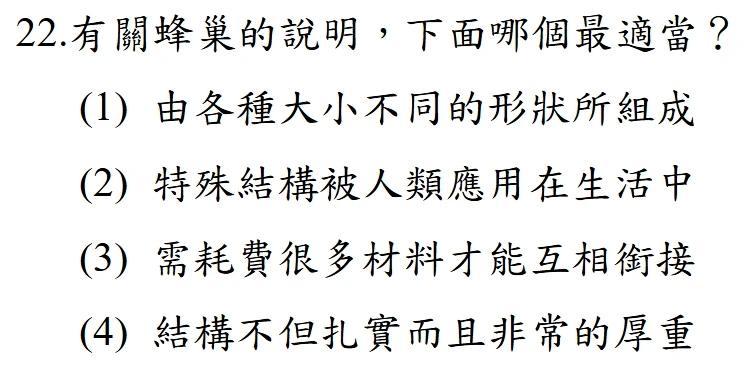 22.有關蜂巢的說明，下面哪個最適當？
(1) 由各種大小不同的形狀所組成
(2) 特殊結構被人類應用在生活中
(3) 需耗費很多材料才能互相銜接
(4) 結構不但扎實而且非常的厚重